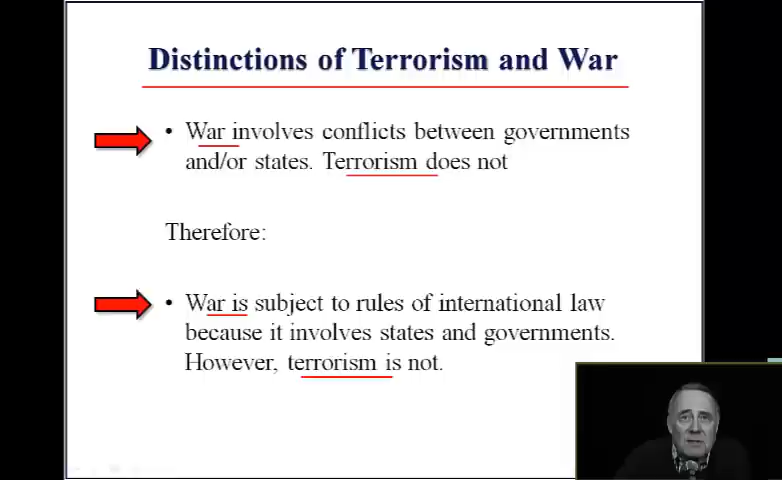 Distinctions of Terrorism and War
• War involves conflicts between governments
and/or states. Terrorism does not
Therefore:
• War is subject to rules of international law
because it involves states and governments.
However, terrorism is not.